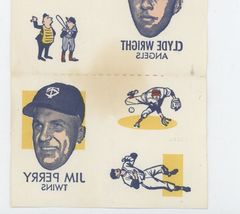 CLYDE WRIGHT
ANGELS
JIM PERRY
TWINS